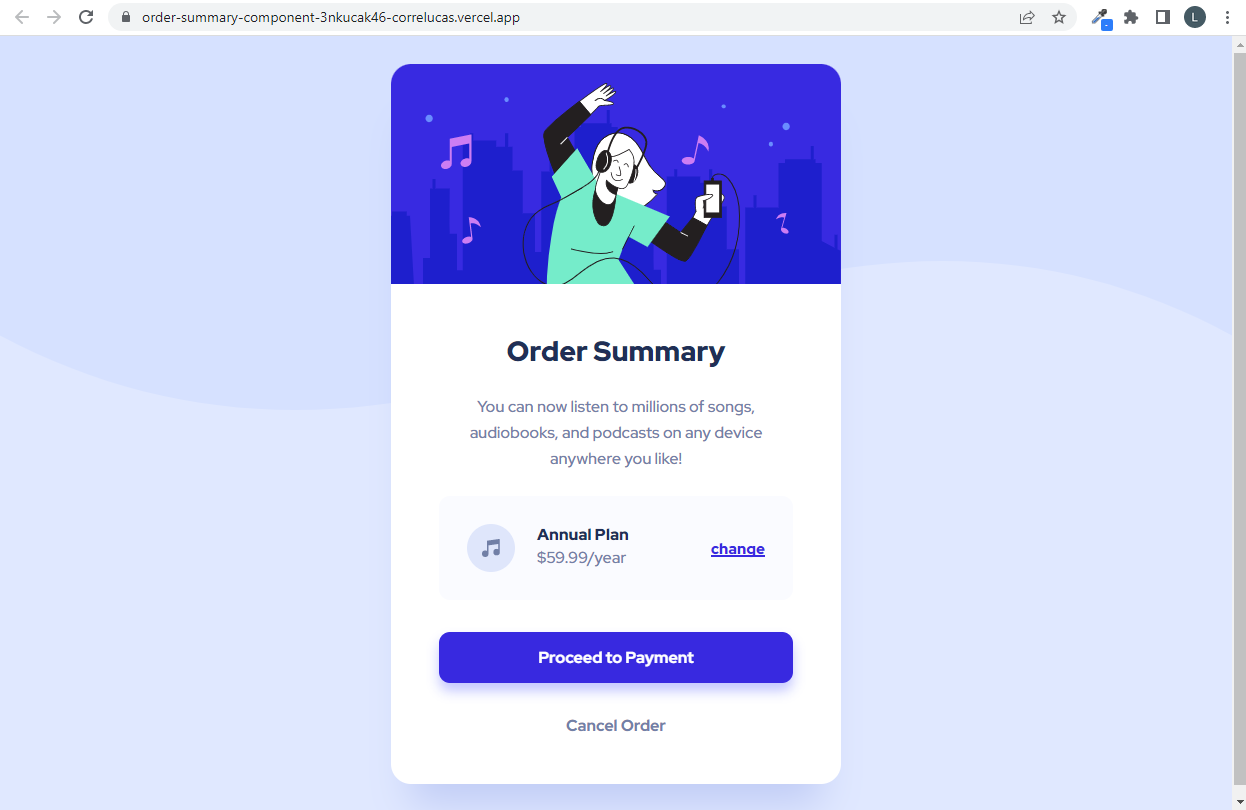 order-summary-component-3nkucak46-correlucas.vercel.app
L
Order Summary
You can now listen to millions of songs,
audiobooks, and podcasts on any device
anywhere you like!
Annual Plan
$59.99/year
change
Proceed to Payment
Cancel Order